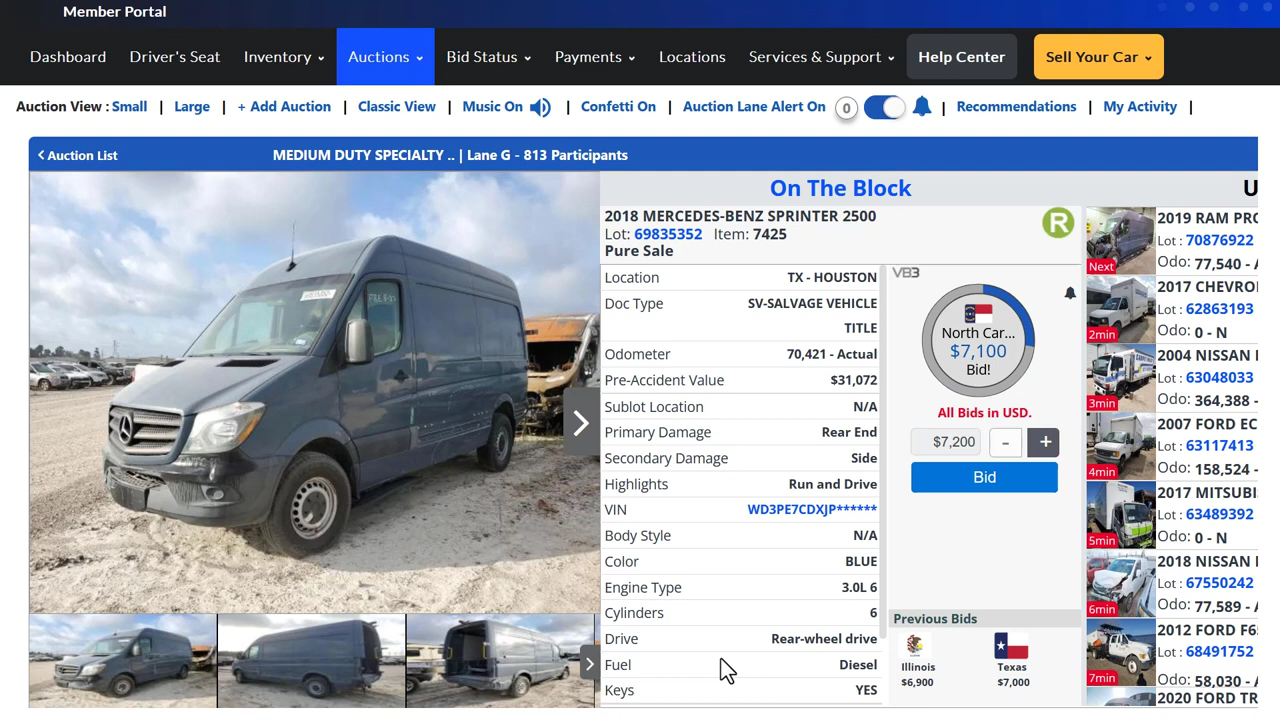 Member Portal
Dashboard Driver's Seat Inventory Auctions Bid Status Payments Locations Services & Support Help Center Sell Your Car
Auction View : Small | Large | + Add Auction | Classic View | Music On | Confetti On | Auction Lane Alert On 0 | Recommendations | My Activity |
Auction List MEDIUM DUTY SPECIALTY .. | Lane G - 813 Participants
On The Block
U
2018 MERCEDES-BENZ SPRINTER 2500
Lot: 69835352 Item: 7425
Pure Sale
R
Location TX - HOUSTON
Doc Type SV-SALVAGE VEHICLE
TITLE
Odometer 70,421 - Actual
Pre-Accident Value $31,072
Sublot Location N/A
Primary Damage Rear End
Secondary Damage Side
Highlights Run and Drive
VIN WD3PE7CDXJP******
Body Style N/A
Color BLUE
Engine Type 3.0L 6
Cylinders 6
Drive Rear-wheel drive
Fuel Diesel
Keys YES
VB3
North Car...
$7,100
Bid!
All Bids in USD.
$7,200 - +
Bid
Previous Bids
Illinois
$6,900
Texas
$7,000
2019 RAM PRO
Lot : 70876922
Next Odo: 77,540 - A
2017 CHEVROL
Lot : 62863193
2min Odo: 0 - N
2004 NISSAN
Lot : 63048033
3min Odo: 364,388 -
2007 FORD EC
Lot : 63117413
4min Odo: 158,524 -
2017 MITSUBI
Lot : 63489392
5min Odo: 0 - N
2018 NISSAN
Lot : 67550242
6min Odo: 77,589 - A
2012 FORD F6
Lot : 68491752
7min Odo: 58,030 - A
2020 FORD TR